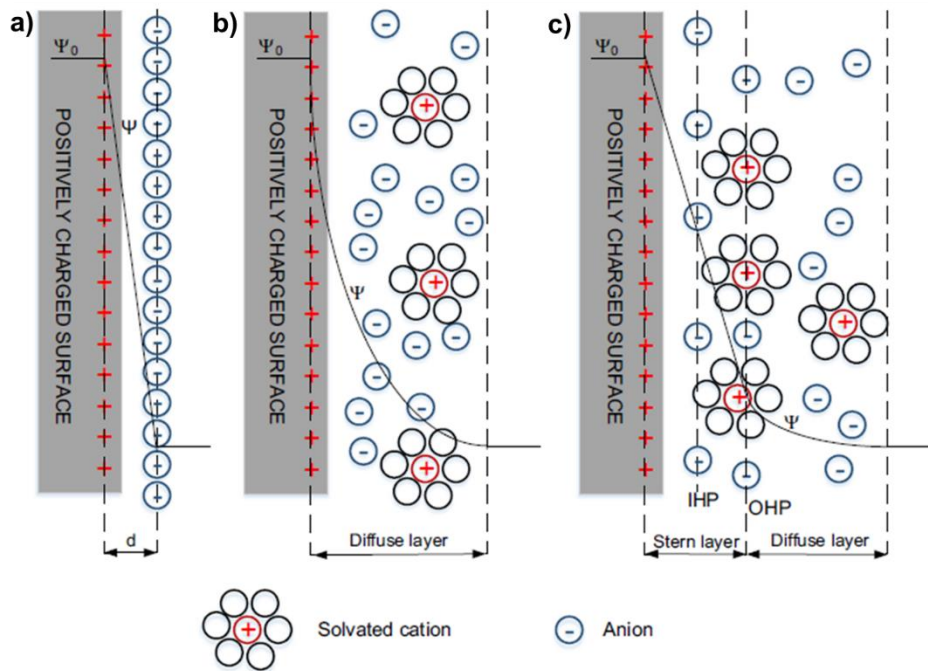 a)
Ψ₀
Ψ
POSITIVELY CHARGED SURFACE
d
b)
Ψ₀
Ψ
POSITIVELY CHARGED SURFACE
Diffuse layer
c)
Ψ₀
Ψ
POSITIVELY CHARGED SURFACE
IHP
OHP
Stern layer
Diffuse layer
Solvated cation
Anion